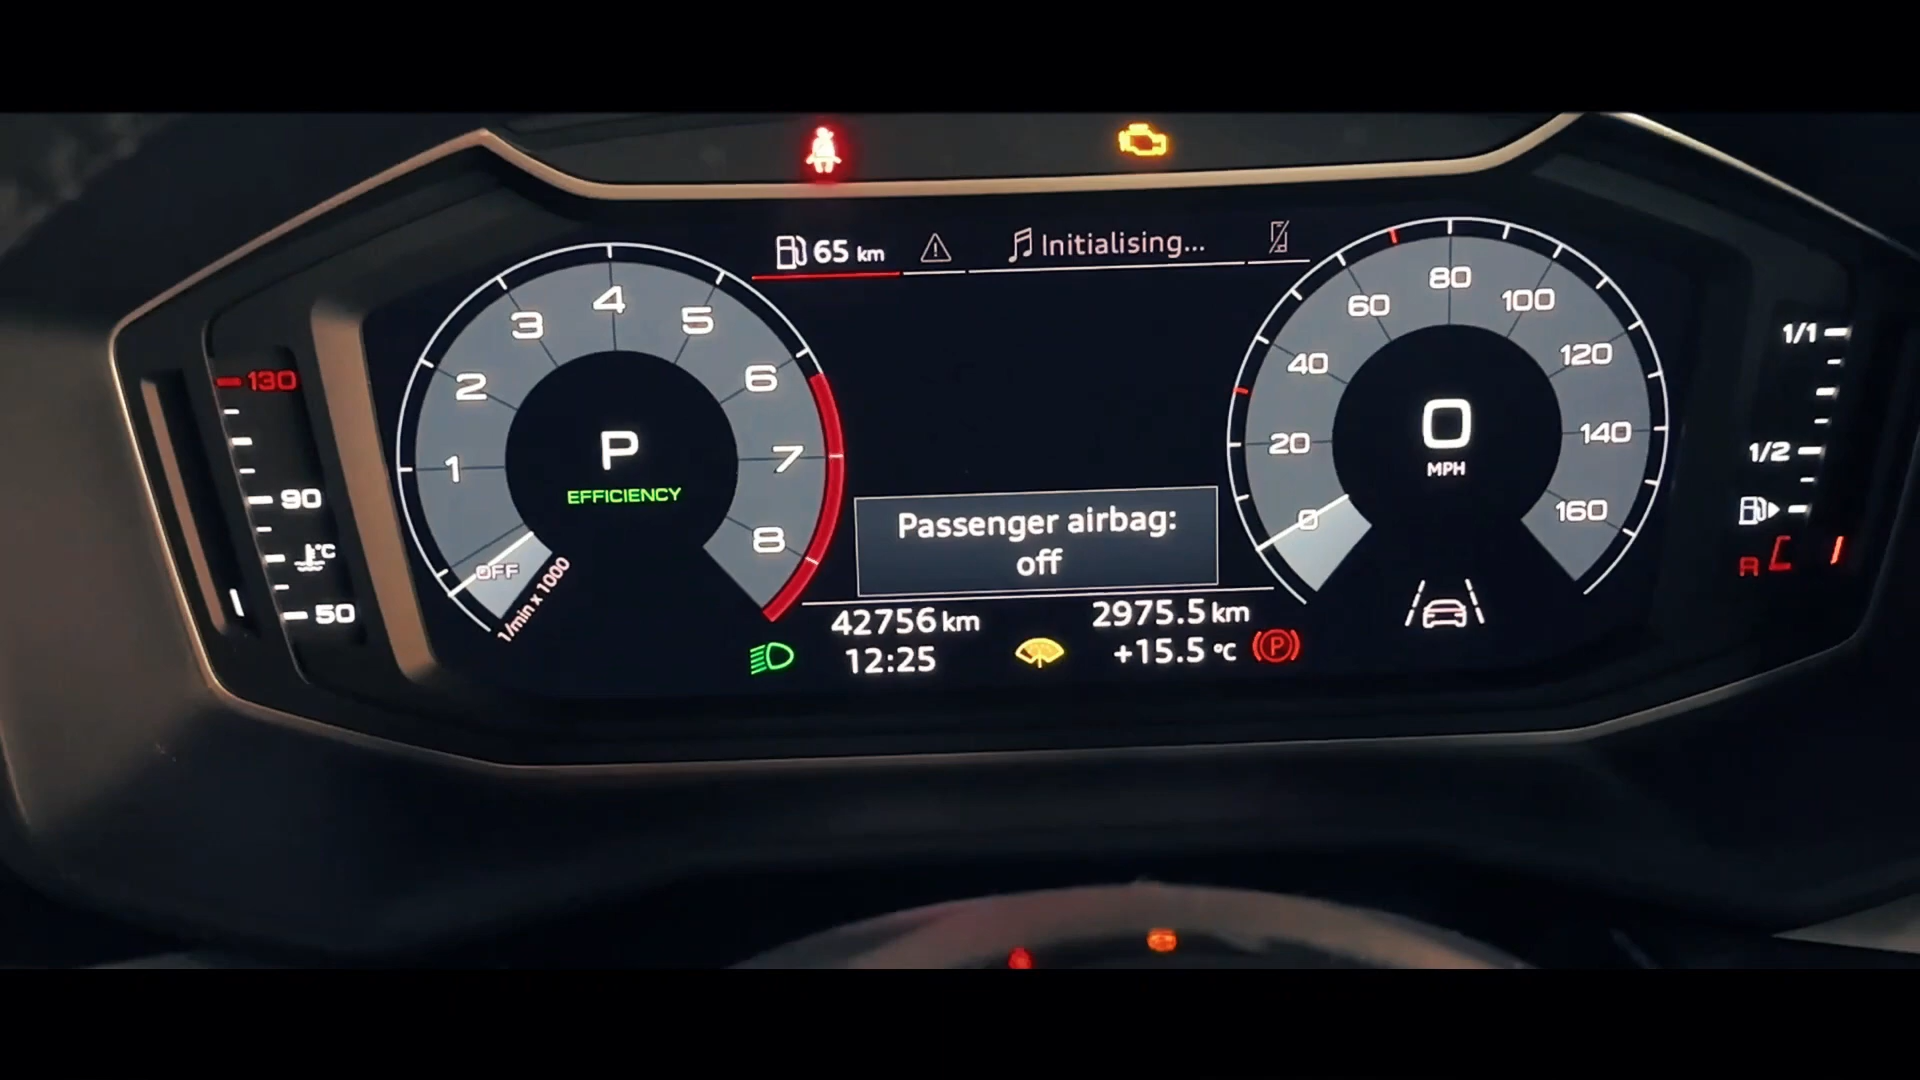 65 km
Initialising...
1
2
3
4
5
6
7
8
OFF
1/min x 1000
P
EFFICIENCY
130
90
°C
50
Passenger airbag:
off
42756 km
12:25
2975.5 km
+15.5 °C
P
0
20
40
60
80
100
120
140
160
0
MPH
1/1
1/2